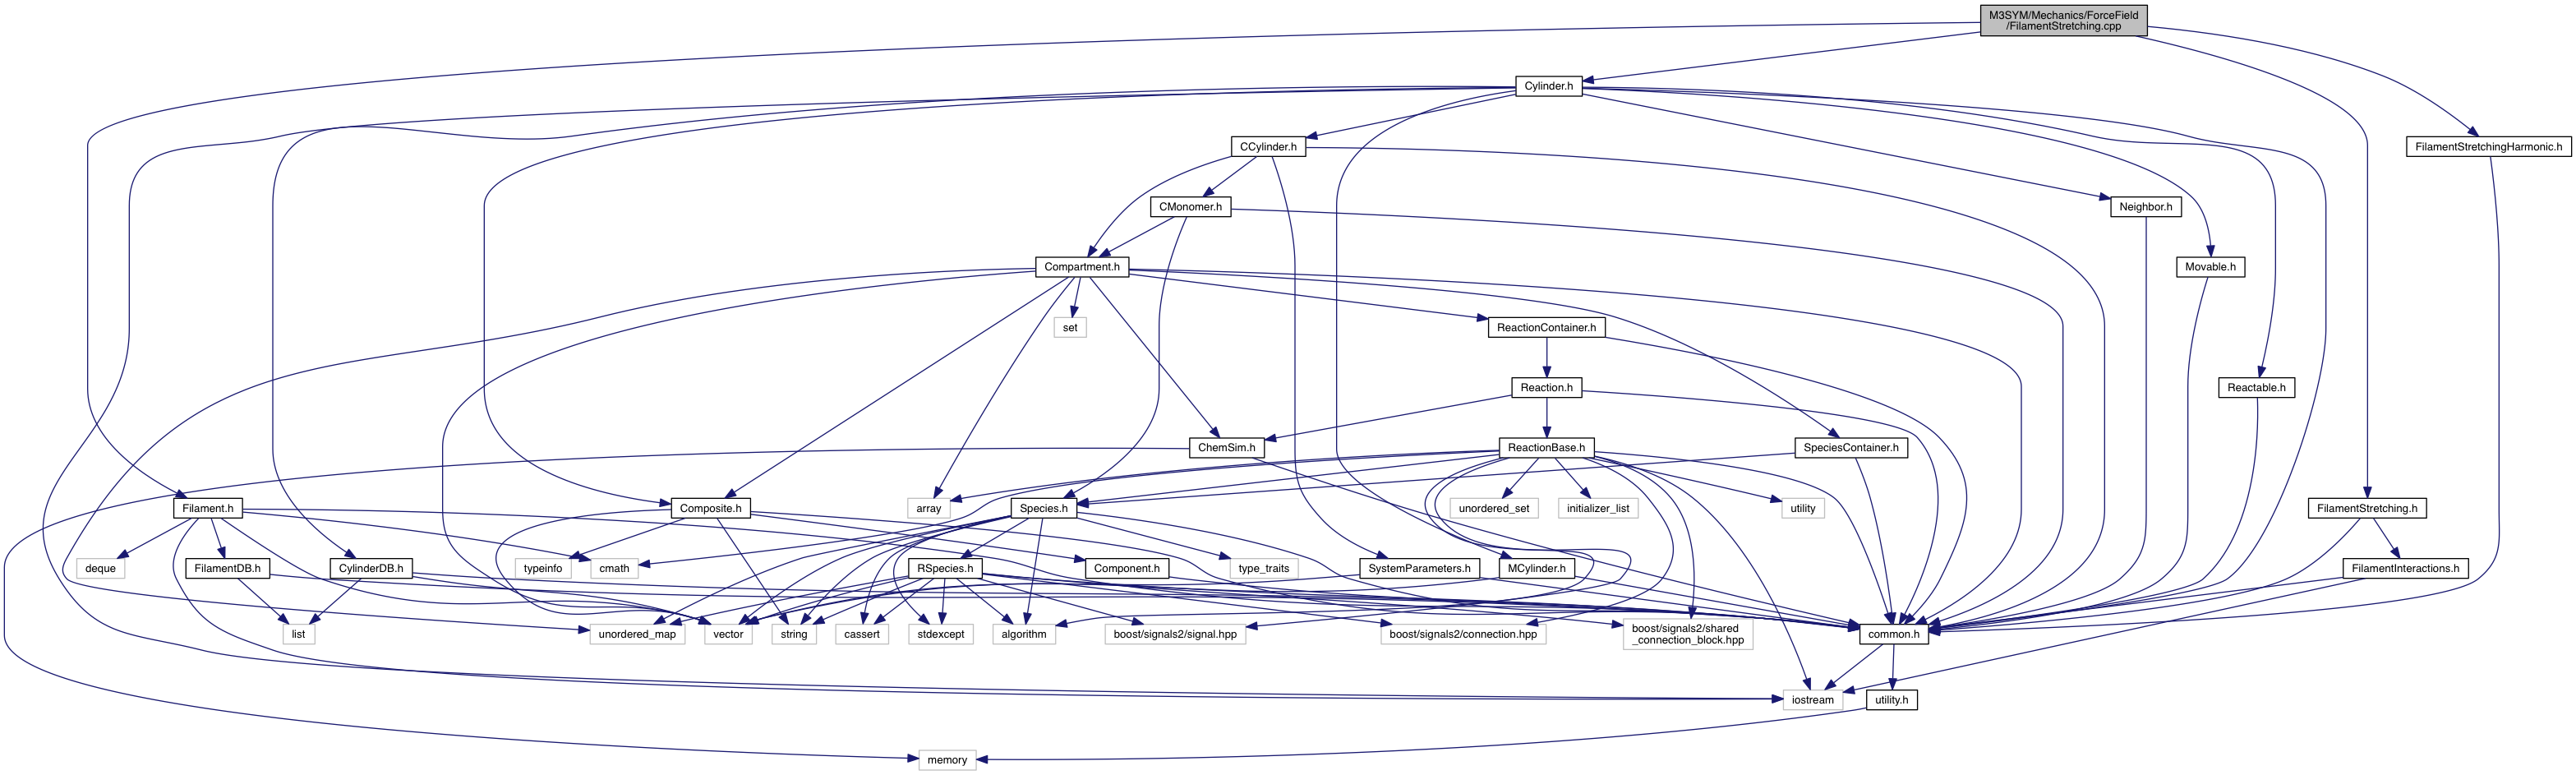 M3SYM/Mechanics/ForceField
/FilamentStretching.cpp
Cylinder.h
CCylinder.h
FilamentStretchingHarmonic.h
CMonomer.h
Neighbor.h
Compartment.h
Movable.h
set
ReactionContainer.h
Reaction.h
Reactable.h
ChemSim.h
ReactionBase.h
SpeciesContainer.h
Filament.h
Composite.h
array
Species.h
unordered_set
initializer_list
utility
FilamentStretching.h
deque
FilamentDB.h
CylinderDB.h
typeinfo
cmath
RSpecies.h
Component.h
type_traits
SystemParameters.h
MCylinder.h
FilamentInteractions.h
list
unordered_map
vector
string
cassert
stdexcept
algorithm
boost/signals2/signal.hpp
boost/signals2/connection.hpp
boost/signals2/shared
_connection_block.hpp
common.h
iostream
utility.h
memory